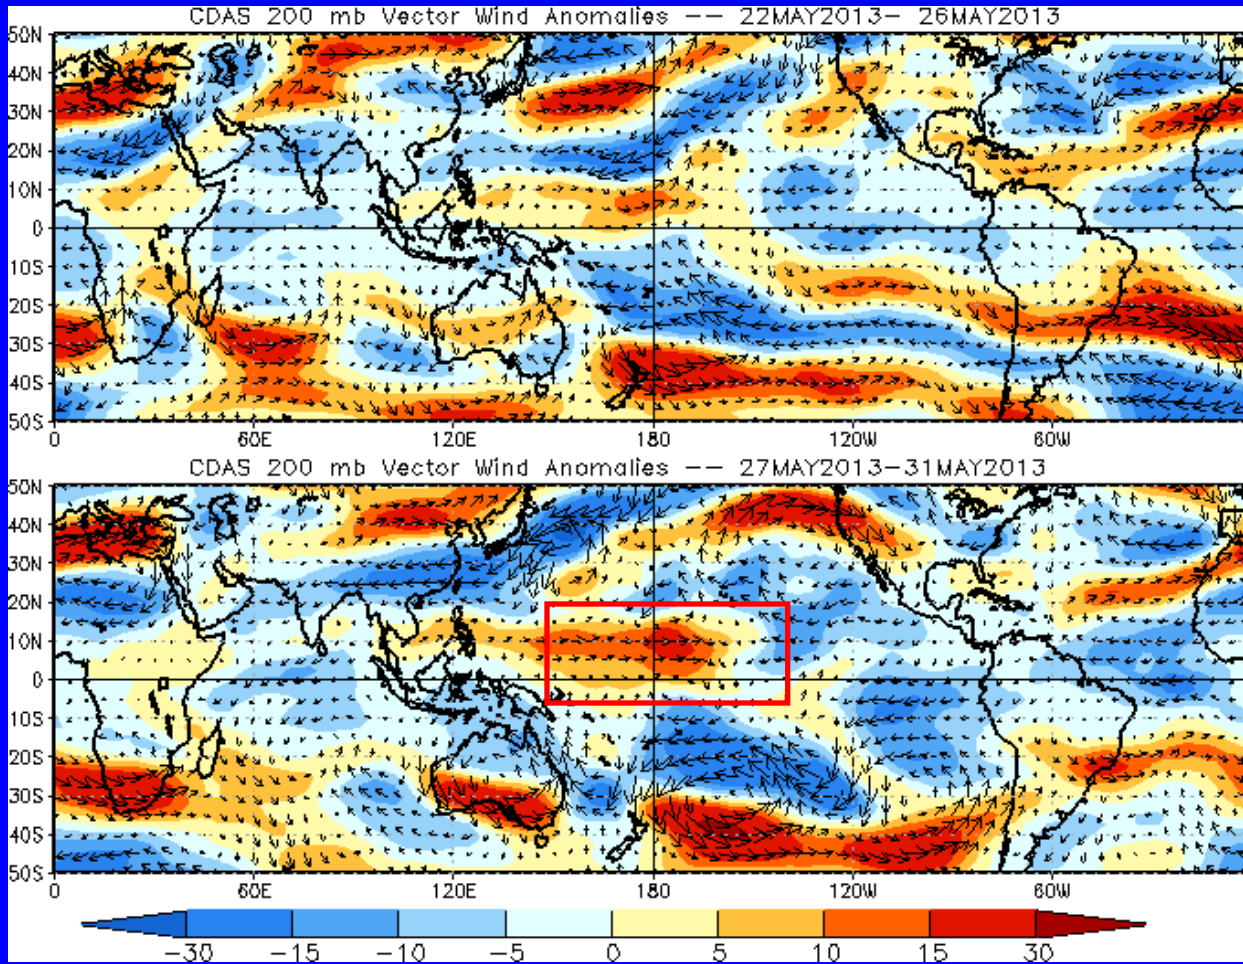 CDAS 200 mb Vector Wind Anomalies -- 22MAY2013- 26MAY2013
50N
40N
30N
20N
10N
0
10S
20S
30S
40S
50S
0 60E 120E 180 120W 60W
CDAS 200 mb Vector Wind Anomalies -- 27MAY2013-31MAY2013
50N
40N
30N
20N
10N
0
10S
20S
30S
40S
50S
0 60E 120E 180 120W 60W
-30 -15 -10 -5 0 5 10 15 30